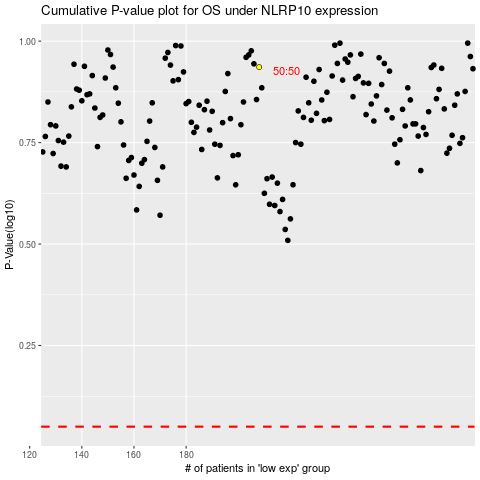 Cumulative P-value plot for OS under NLRP10 expression
P-Value(log10)
1.00
0.75
0.50
0.25
50:50
120 140 160 180
# of patients in 'low exp' group